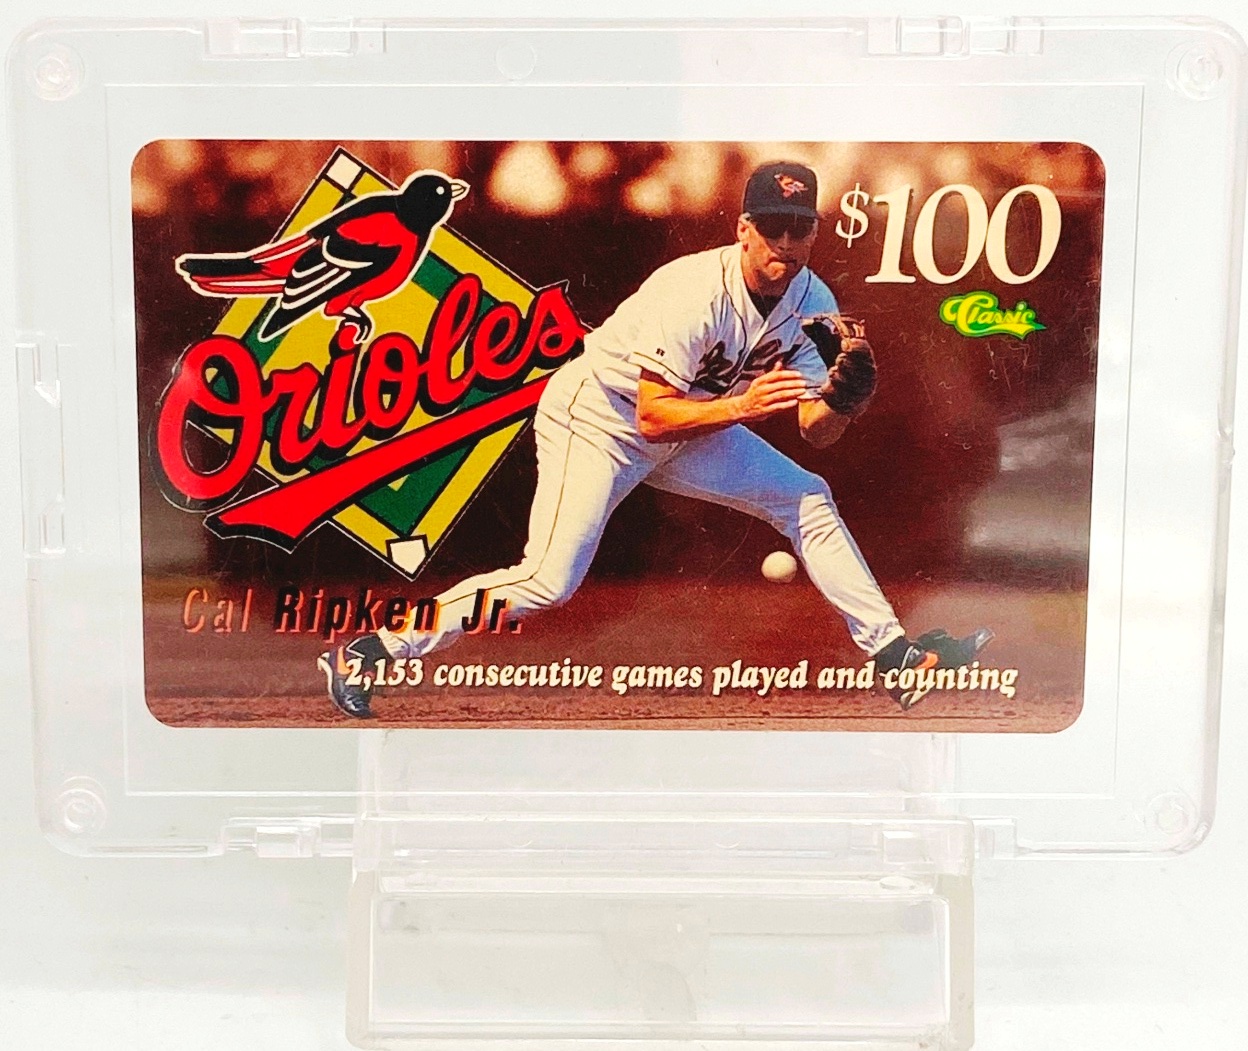 Orioles
$100
Classic
Cal Ripken Jr.
2,153 consecutive games played and counting